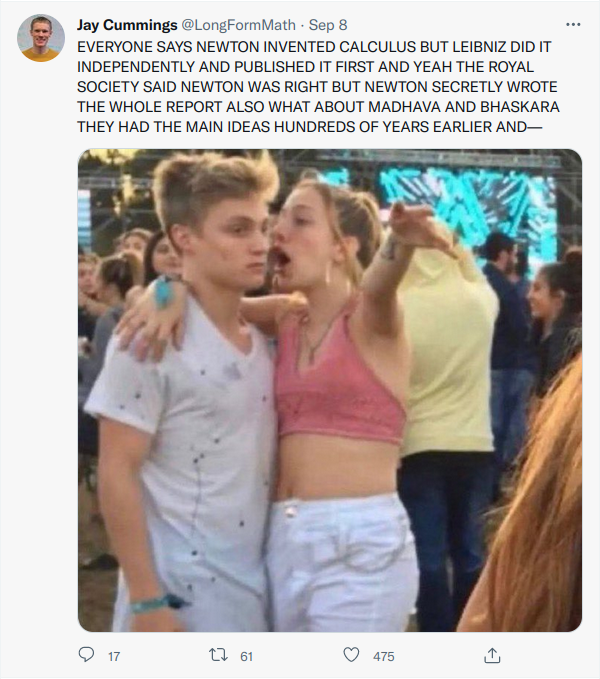 Jay Cummings @LongFormMath · Sep 8
EVERYONE SAYS NEWTON INVENTED CALCULUS BUT LEIBNIZ DID IT
INDEPENDENTLY AND PUBLISHED IT FIRST AND YEAH THE ROYAL
SOCIETY SAID NEWTON WAS RIGHT BUT NEWTON SECRETLY WROTE
THE WHOLE REPORT ALSO WHAT ABOUT MADHAVA AND BHASKARA
THEY HAD THE MAIN IDEAS HUNDREDS OF YEARS EARLIER AND—
17 61 475